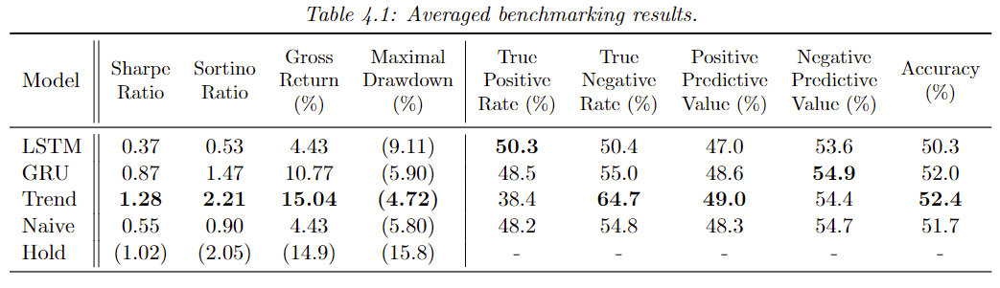 Table 4.1: Averaged benchmarking results.
Model Sharpe Ratio Sortino Ratio Gross Return (%) Maximal Drawdown (%) True Positive Rate (%) True Negative Rate (%) Positive Predictive Value (%) Negative Predictive Value (%) Accuracy (%)
LSTM 0.37 0.53 4.43 (9.11) 50.3 50.4 47.0 53.6 50.3
GRU 0.87 1.47 10.77 (5.90) 48.5 55.0 48.6 54.9 52.0
Trend 1.28 2.21 15.04 (4.72) 38.4 64.7 49.0 54.4 52.4
Naive 0.55 0.90 4.43 (5.80) 48.2 54.8 48.3 54.7 51.7
Hold (1.02) (2.05) (14.9) (15.8) - - - - -